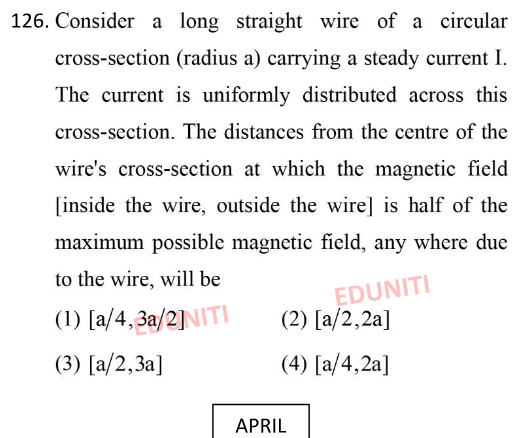 126. Consider a long straight wire of a circular
cross-section (radius a) carrying a steady current I.
The current is uniformly distributed across this
cross-section. The distances from the centre of the
wire's cross-section at which the magnetic field
[inside the wire, outside the wire] is half of the
maximum possible magnetic field, any where due
to the wire, will be
(1) [a/4, 3a/2] (2) [a/2,2a]
(3) [a/2,3a] (4) [a/4,2a]
EDUNITI
EDUNITI
APRIL